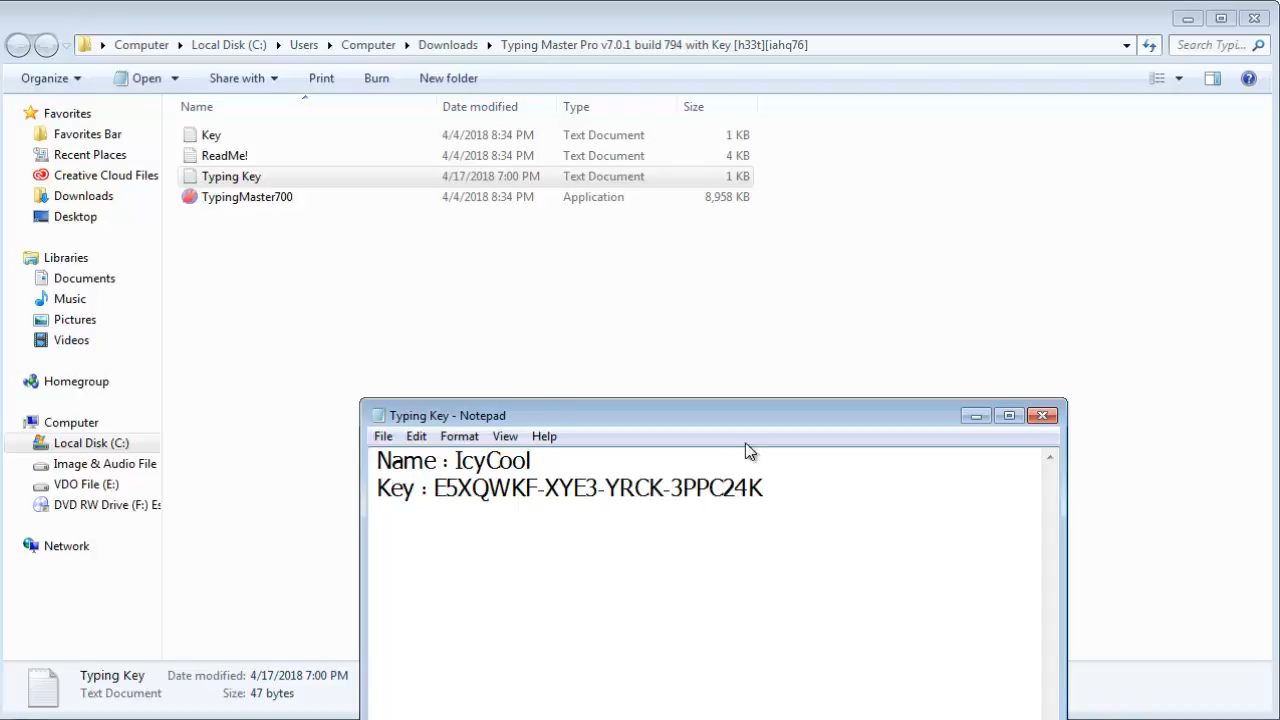 Computer Local Disk (C:) Users Computer Downloads Typing Master Pro v7.0.1 build 794 with Key [h33t][iahq76] Search Typi...
Organize Open Share with Print Burn New folder
Name Date modified Type Size
Key 4/4/2018 8:34 PM Text Document 1 KB
ReadMe! 4/4/2018 8:34 PM Text Document 4 KB
Typing Key 4/17/2018 7:00 PM Text Document 1 KB
TypingMaster700 4/4/2018 8:34 PM Application 8,958 KB
Favorites
Favorites Bar
Recent Places
Creative Cloud Files
Downloads
Desktop
Libraries
Documents
Music
Pictures
Videos
Homegroup
Computer
Local Disk (C:)
Image & Audio File
VDO File (E:)
DVD RW Drive (F:) Es
Network
Typing Key - Notepad
File Edit Format View Help
Name : IcyCool
Key : E5XQWKF-XYE3-YRCK-3PPC24K
Typing Key Date modified: 4/17/2018 7:00 PM
Text Document Size: 47 bytes